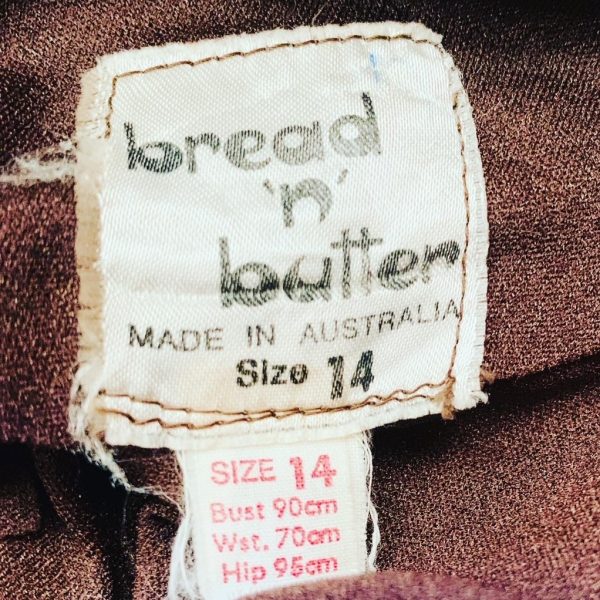 bread
'n'
butter
MADE IN AUSTRALIA
Size 14
SIZE 14
Bust 90cm
Wst. 70cm
Hip 95cm